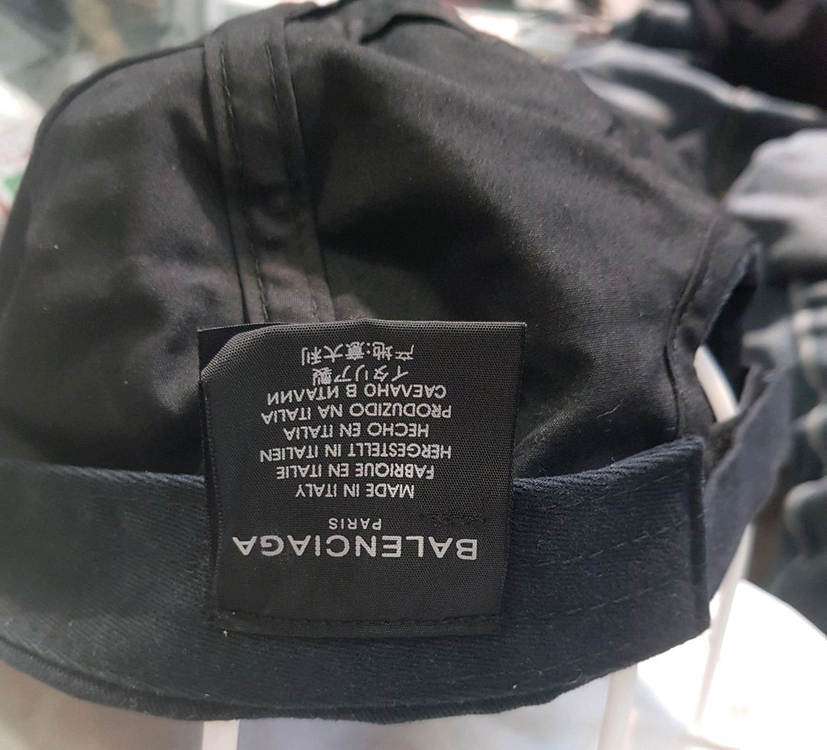 BALENCIAGA
PARIS
MADE IN ITALY
FABRIQUE EN ITALIE
HERGESTELLT IN ITALIEN
HECHO EN ITALIA
PRODUZIDO NA ITALIA
САЕЛАНО В ИТАЛИИ
イタリア製
产地:意大利